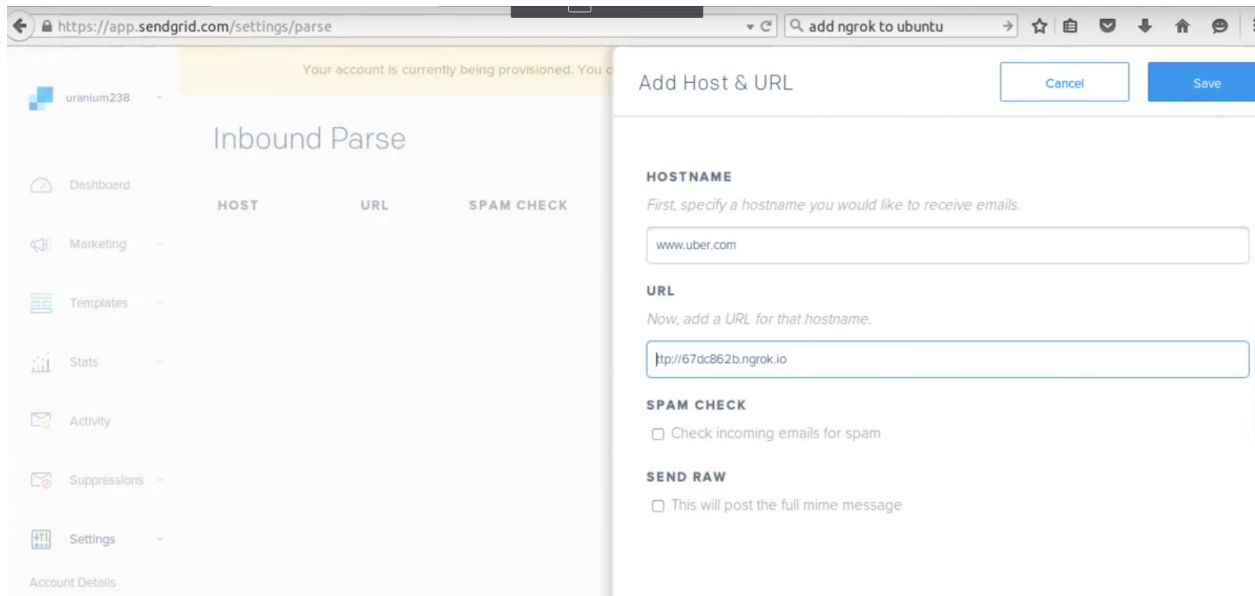 https://app.sendgrid.com/settings/parse
add ngrok to ubuntu
Your account is currently being provisioned. You c
uranium238
Inbound Parse
HOST URL SPAM CHECK
Dashboard
Marketing
Templates
Stats
Activity
Suppressions
Settings
Account Details
Add Host & URL
Cancel
Save
HOSTNAME
First, specify a hostname you would like to receive emails.
www.uber.com
URL
Now, add a URL for that hostname.
ttp://67dc862b.ngrok.io
SPAM CHECK
Check incoming emails for spam
SEND RAW
This will post the full mime message